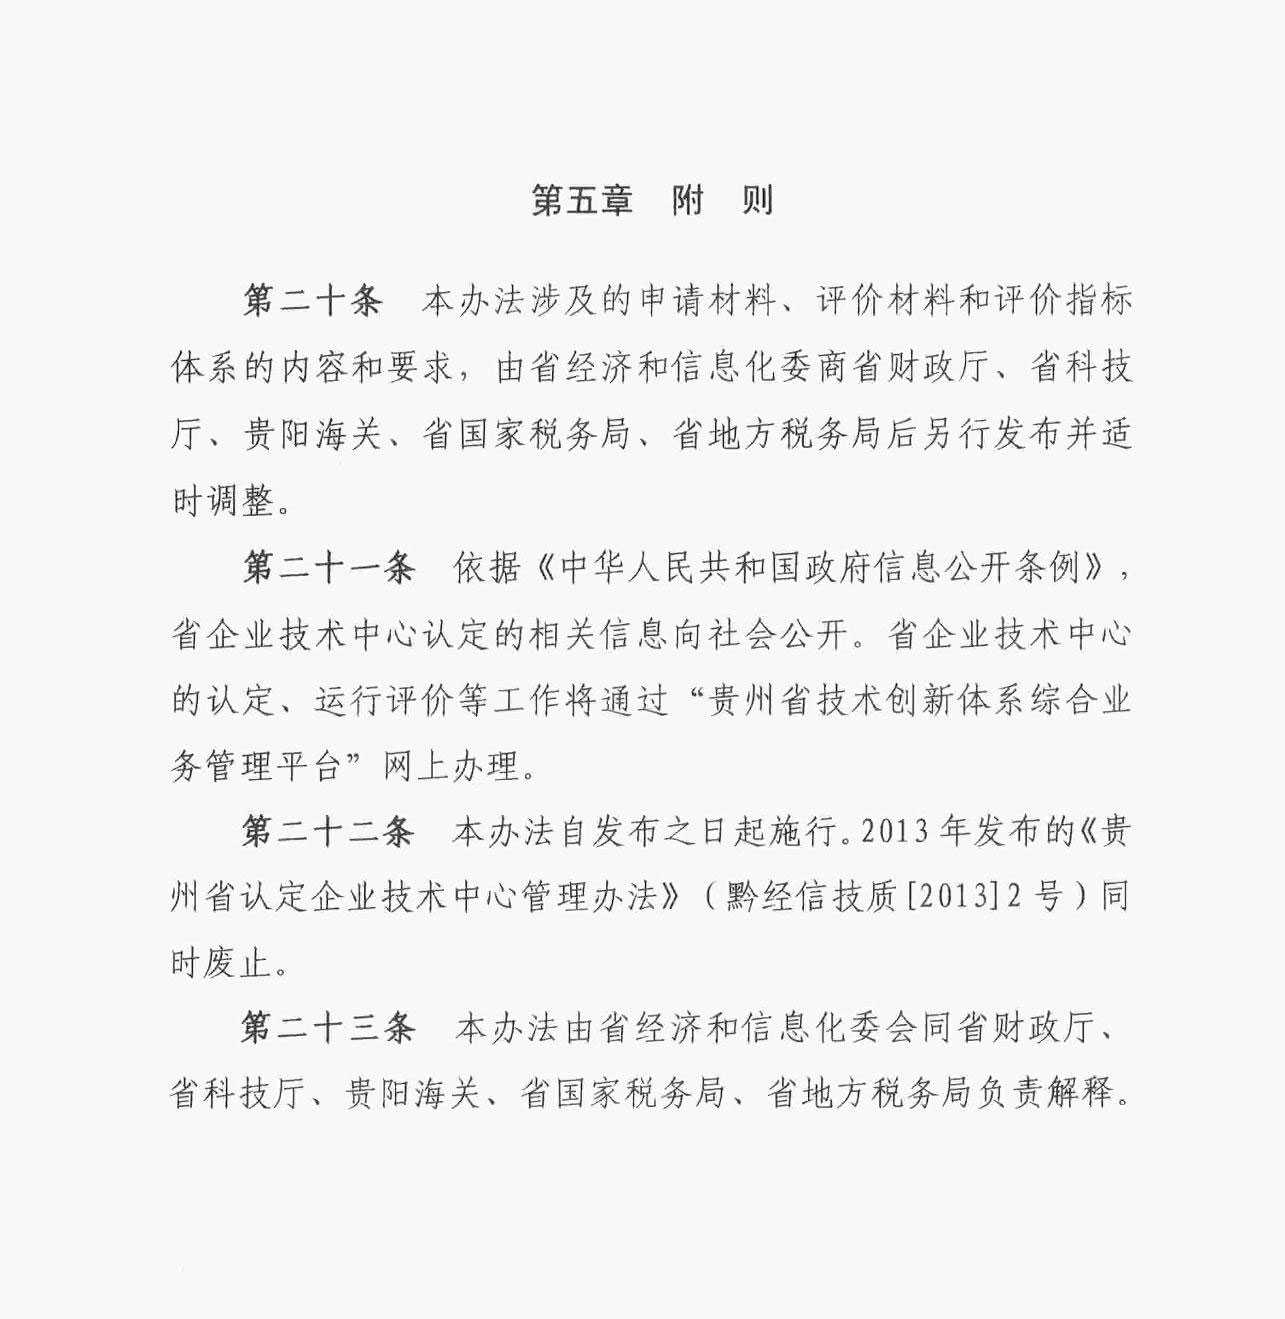 第五章　附　则
第二十条　本办法涉及的申请材料、评价材料和评价指标
体系的内容和要求，由省经济和信息化委商省财政厅、省科技
厅、贵阳海关、省国家税务局、省地方税务局后另行发布并适
时调整。
第二十一条　依据《中华人民共和国政府信息公开条例》，
省企业技术中心认定的相关信息向社会公开。省企业技术中心
的认定、运行评价等工作将通过“贵州省技术创新体系综合业
务管理平台”网上办理。
第二十二条　本办法自发布之日起施行。2013 年发布的《贵
州省认定企业技术中心管理办法》（黔经信技质[2013]2 号）同
时废止。
第二十三条　本办法由省经济和信息化委会同省财政厅、
省科技厅、贵阳海关、省国家税务局、省地方税务局负责解释。